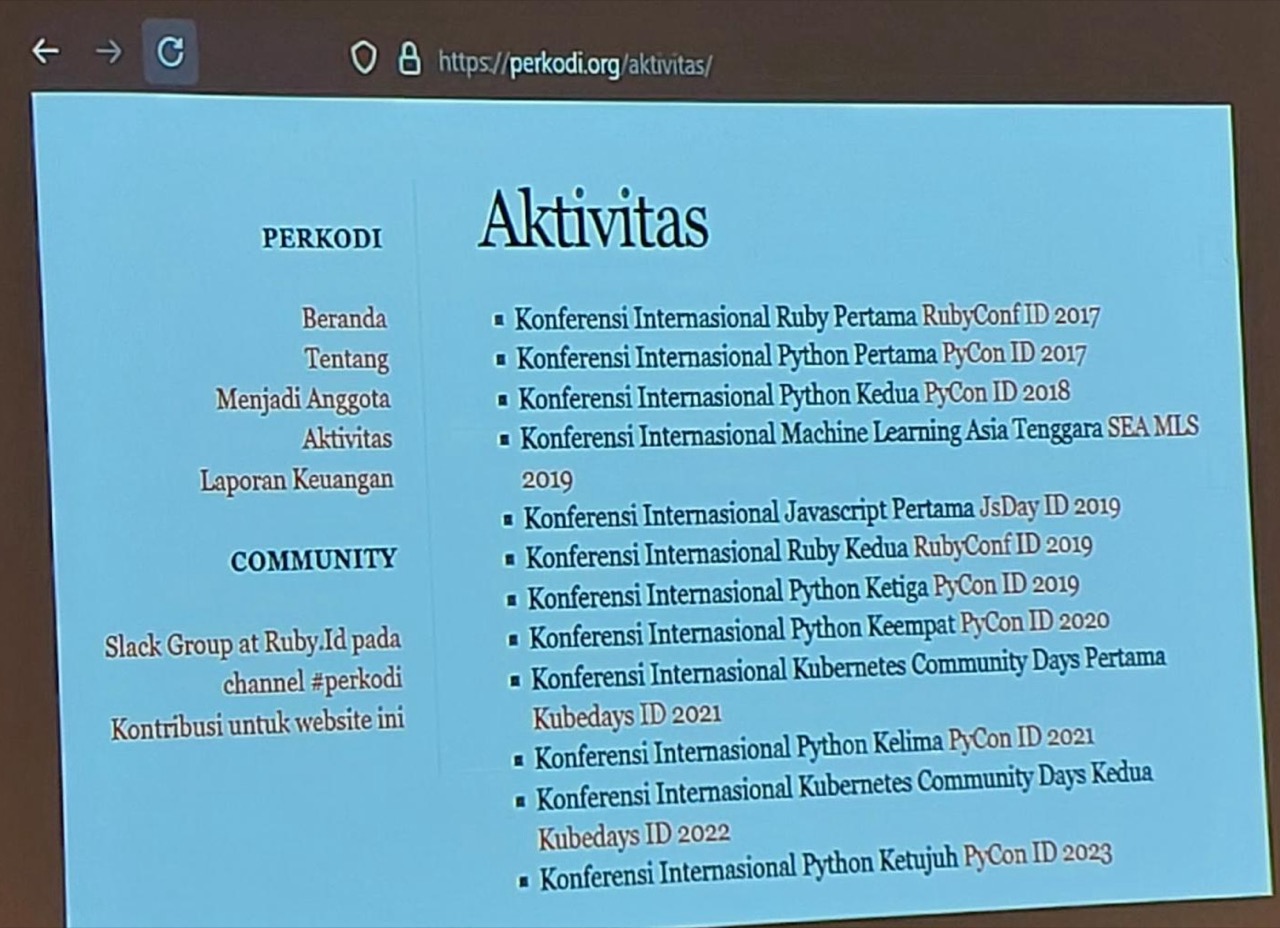 https://perkodi.org/aktivitas/
PERKODI
Beranda
Tentang
Menjadi Anggota
Aktivitas
Laporan Keuangan
COMMUNITY
Slack Group at Ruby.Id pada
channel #perkodi
Kontribusi untuk website ini
Aktivitas
Konferensi Internasional Ruby Pertama RubyConf ID 2017
Konferensi Internasional Python Pertama PyCon ID 2017
Konferensi Internasional Python Kedua PyCon ID 2018
Konferensi Internasional Machine Learning Asia Tenggara SEA MLS
2019
Konferensi Internasional Javascript Pertama JsDay ID 2019
Konferensi Internasional Ruby Kedua RubyConf ID 2019
Konferensi Internasional Python Ketiga PyCon ID 2019
Konferensi Internasional Python Keempat PyCon ID 2020
Konferensi Internasional Kubernetes Community Days Pertama
Kubedays ID 2021
Konferensi Internasional Python Kelima PyCon ID 2021
Konferensi Internasional Kubernetes Community Days Kedua
Kubedays ID 2022
Konferensi Internasional Python Ketujuh PyCon ID 2023